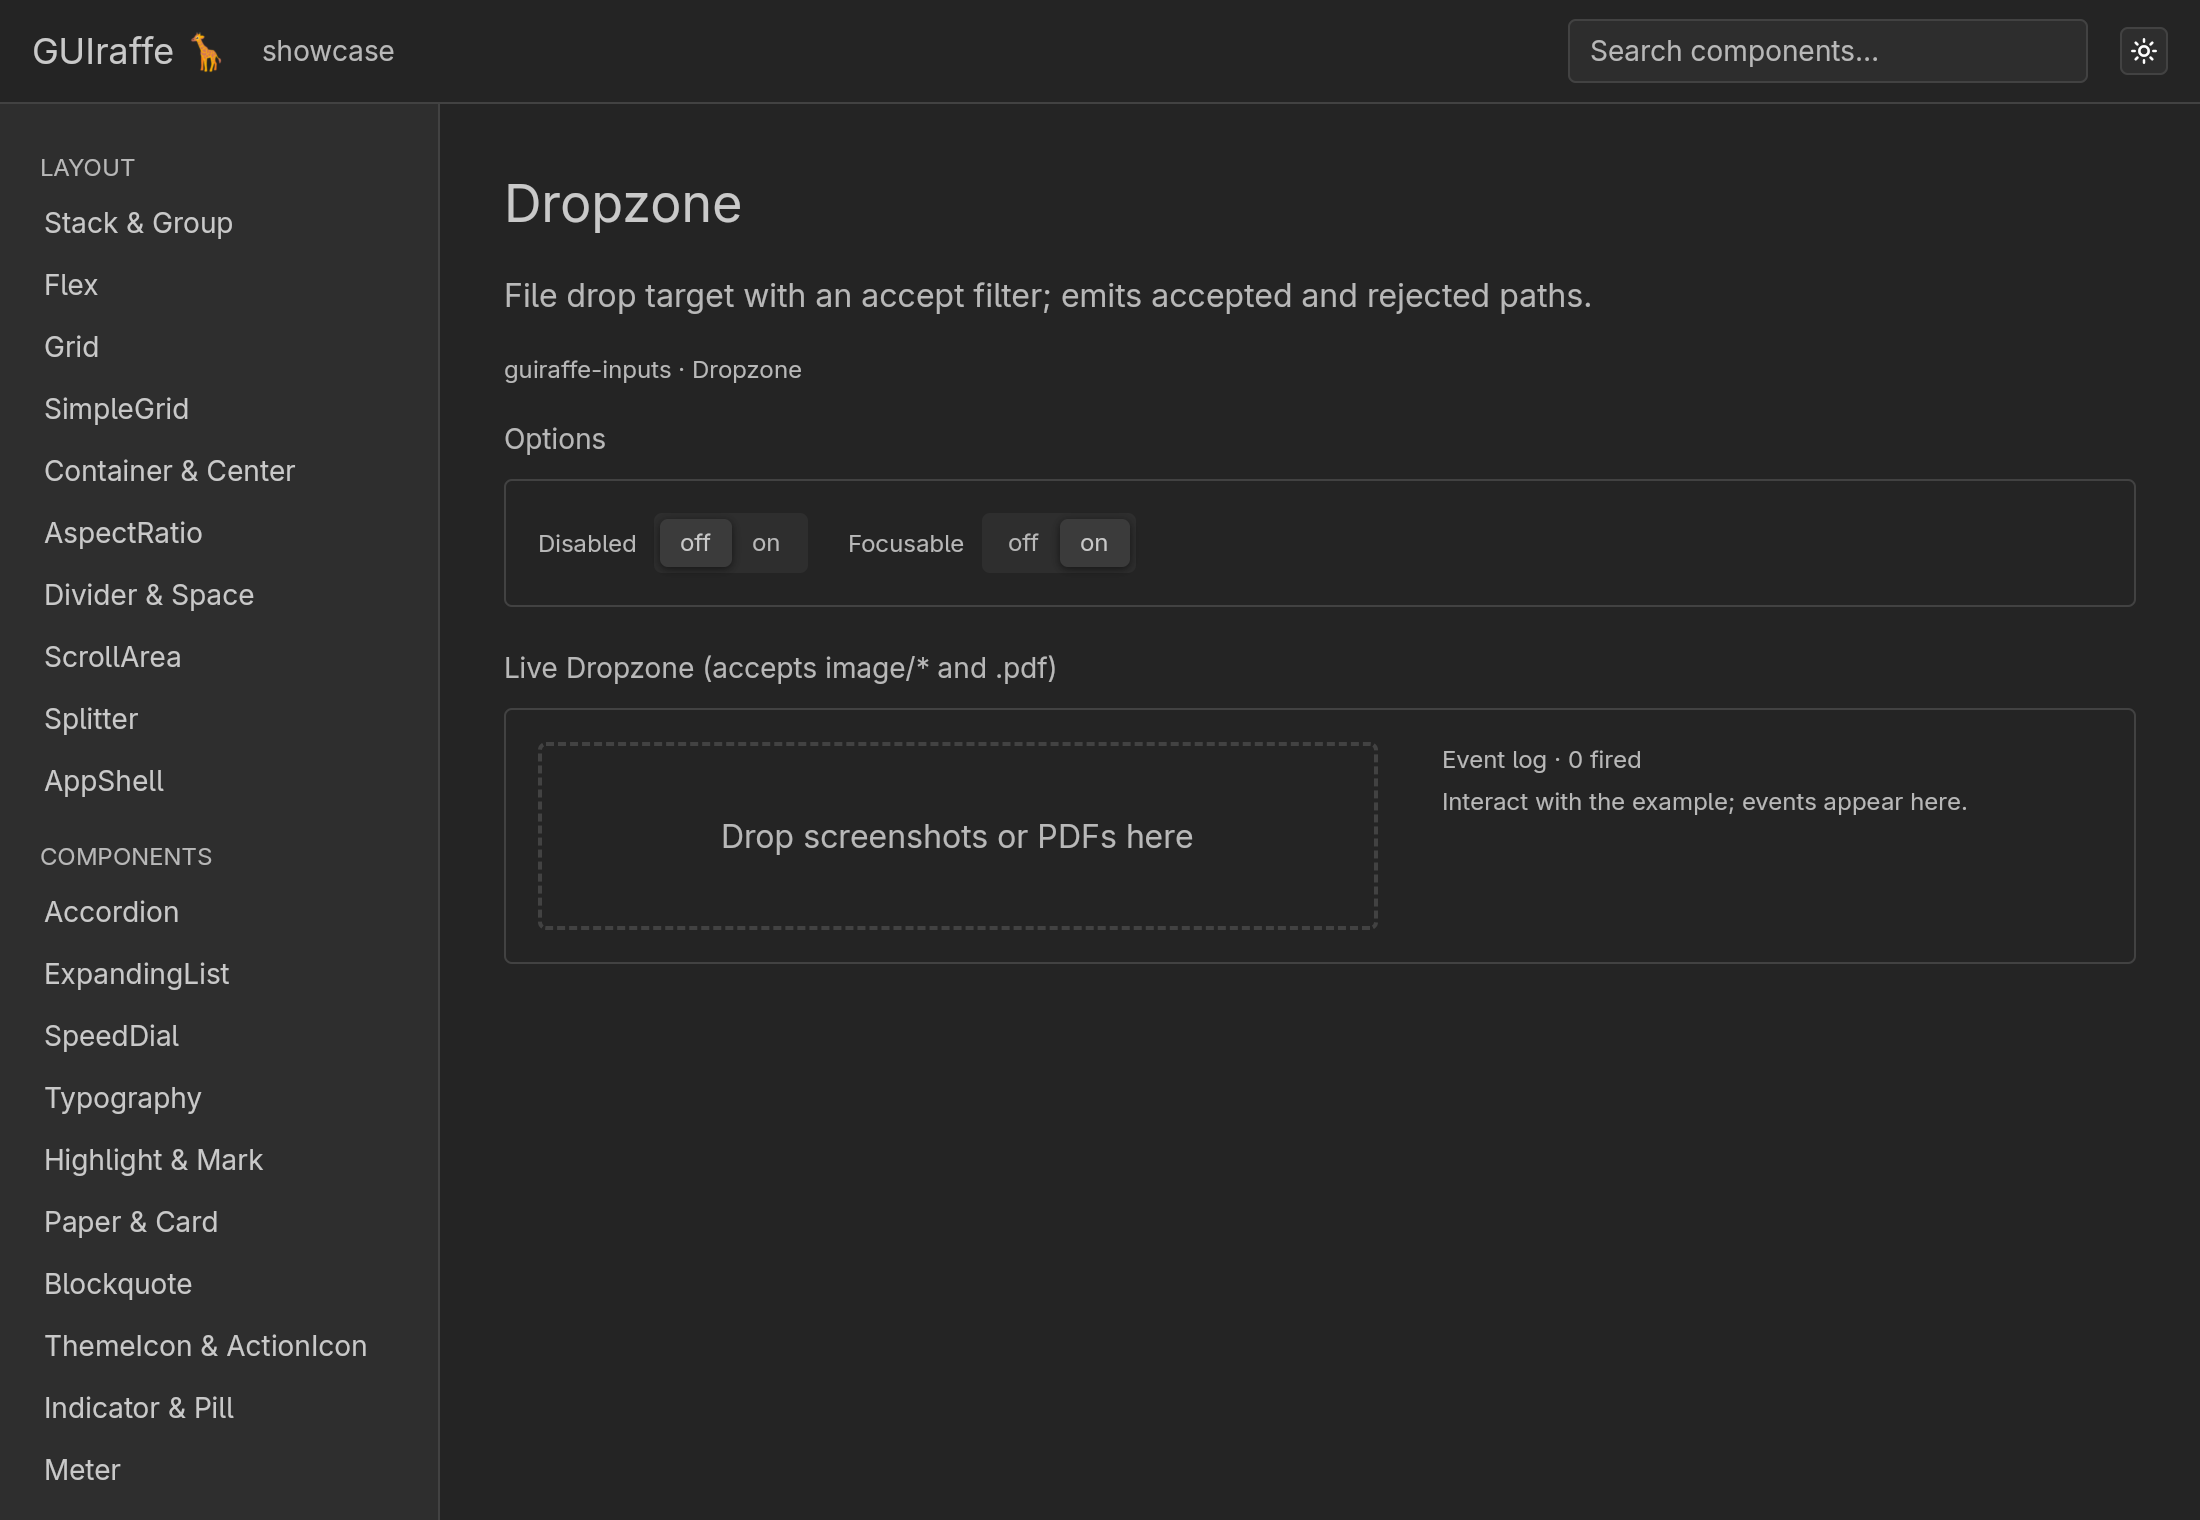 GUIraffe 🦒 showcase
Search components...
LAYOUT
Stack & Group
Flex
Grid
SimpleGrid
Container & Center
AspectRatio
Divider & Space
ScrollArea
Splitter
AppShell
COMPONENTS
Accordion
ExpandingList
SpeedDial
Typography
Highlight & Mark
Paper & Card
Blockquote
ThemeIcon & ActionIcon
Indicator & Pill
Meter
Dropzone
File drop target with an accept filter; emits accepted and rejected paths.
guiraffe-inputs · Dropzone
Options
Disabled off on Focusable off on
Live Dropzone (accepts image/* and .pdf)
Drop screenshots or PDFs here
Event log · 0 fired
Interact with the example; events appear here.